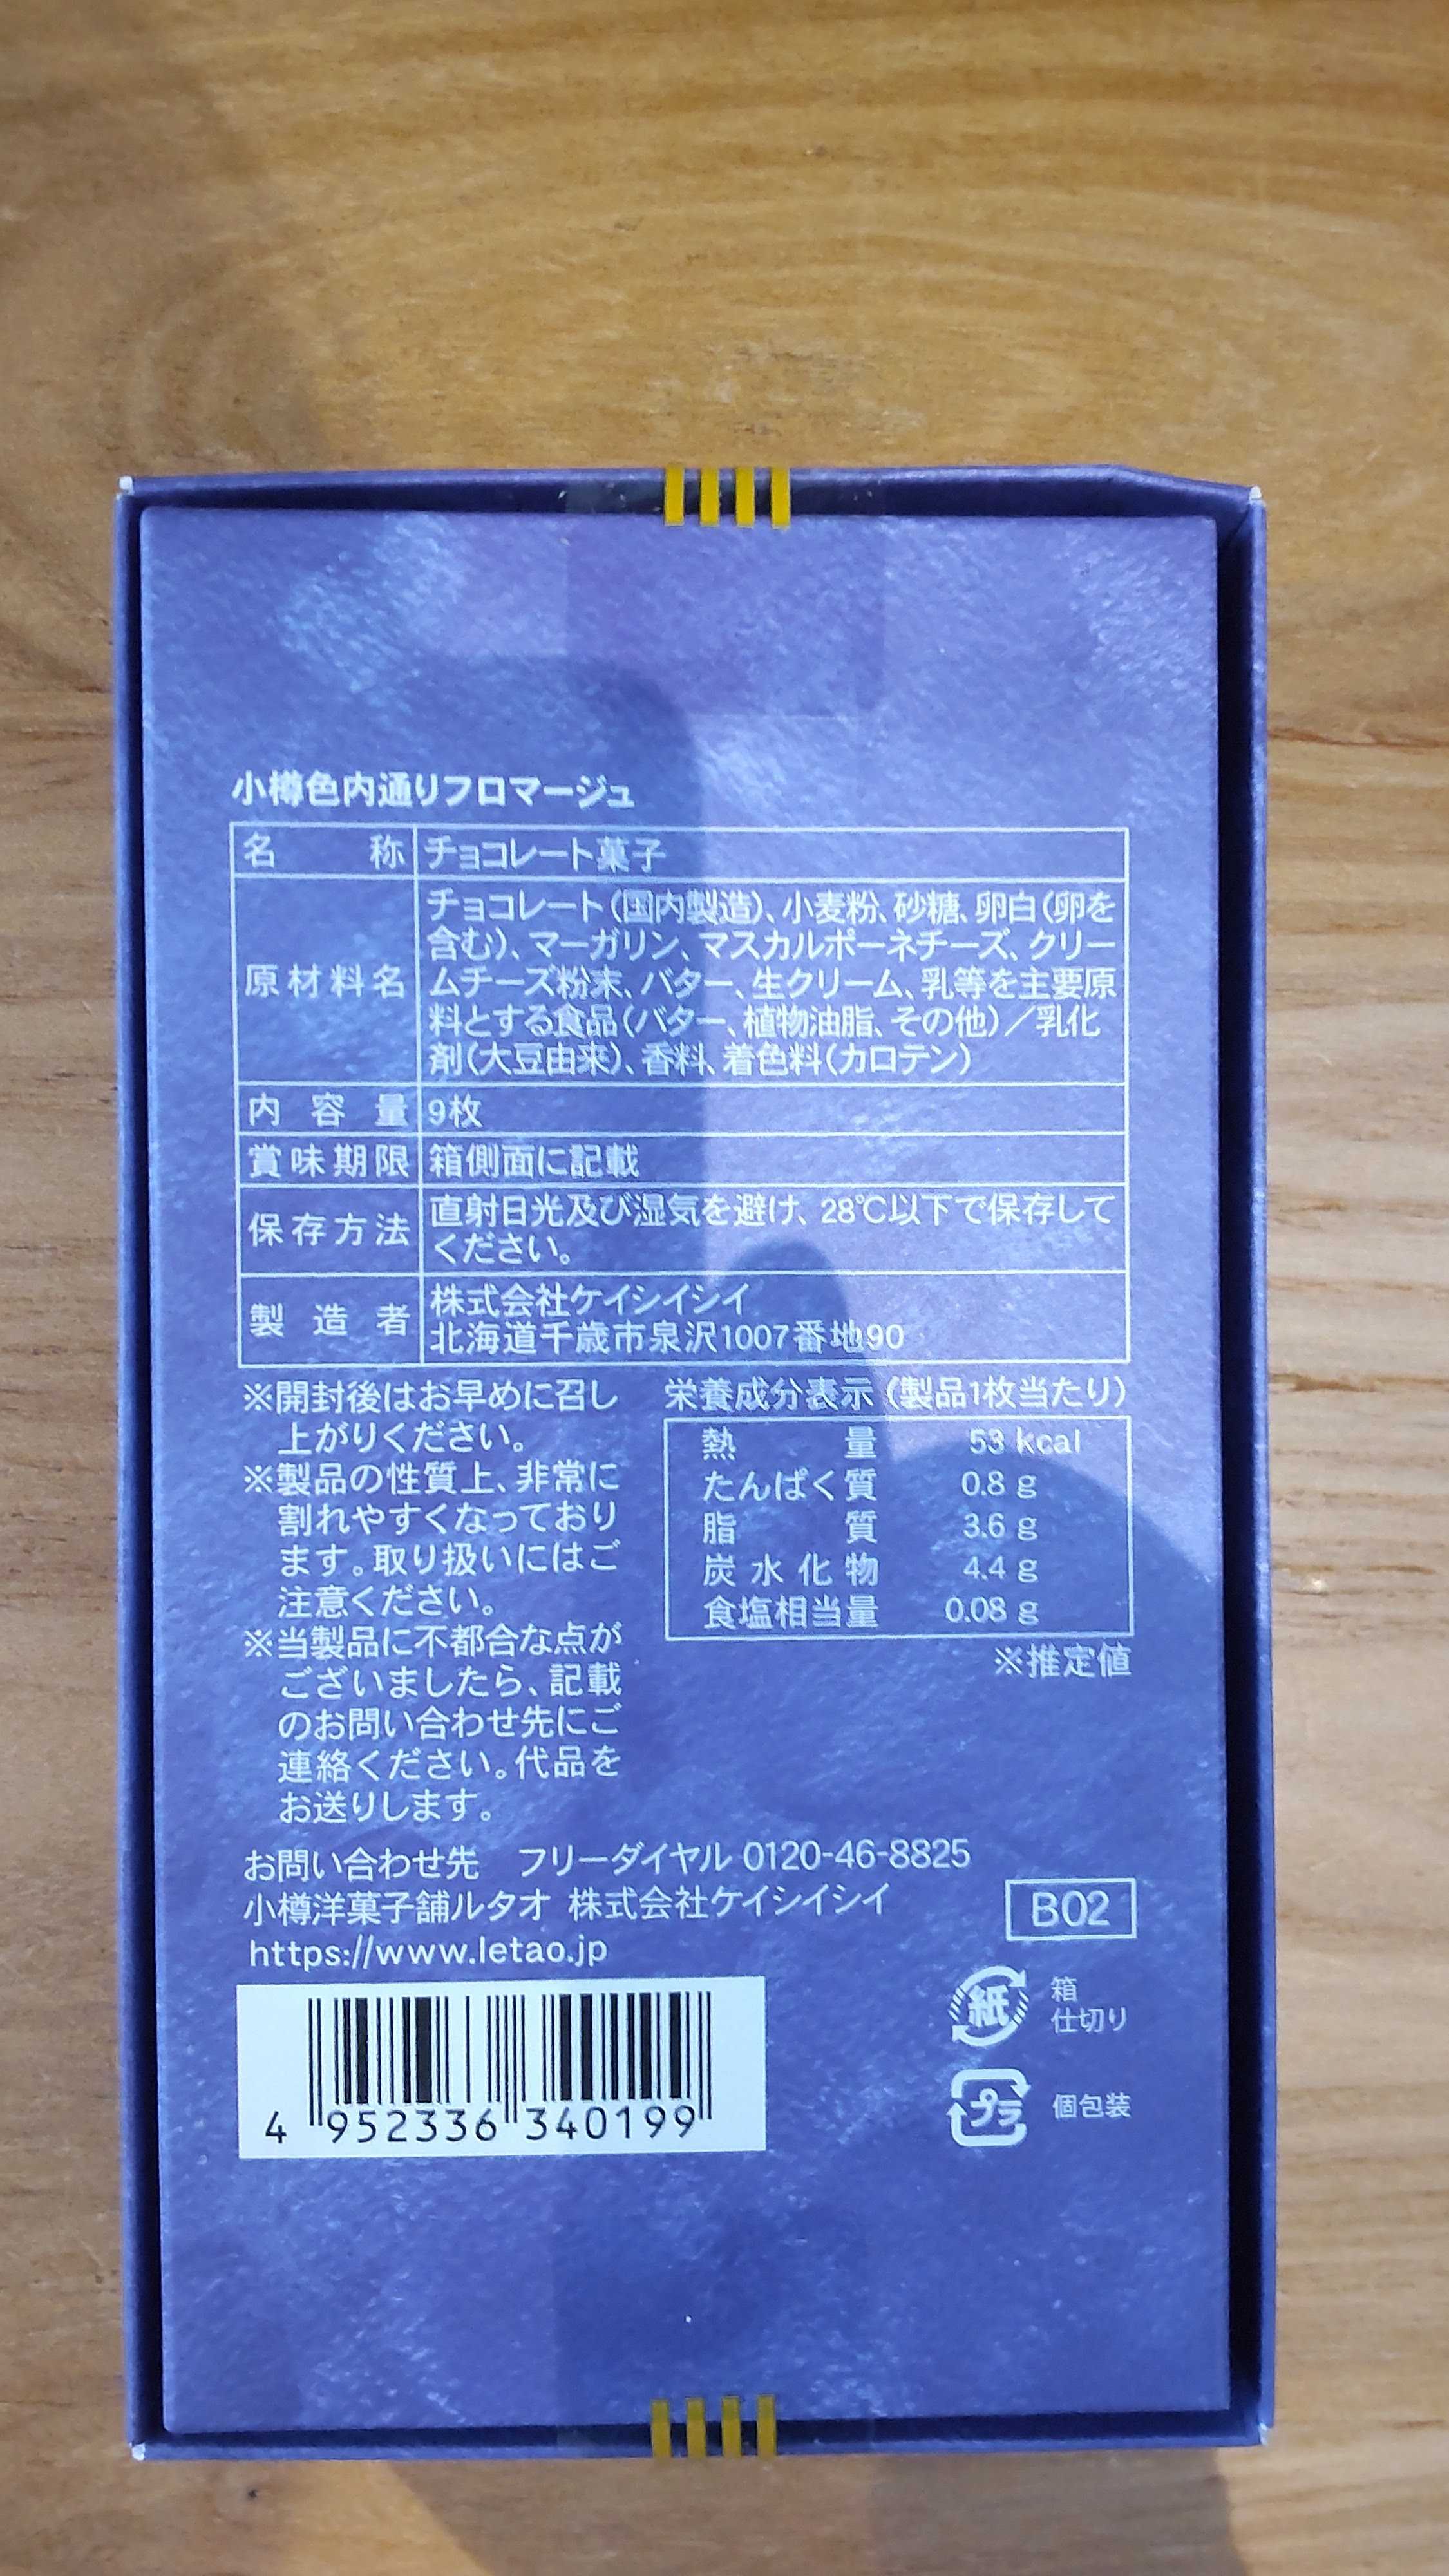 小樽色内通りフロマージュ
名称 チョコレート菓子
原材料名 チョコレート(国内製造)、小麦粉、砂糖、卵白(卵を
含む)、マーガリン、マスカルポーネチーズ、クリー
ムチーズ粉末、バター、生クリーム、乳等を主要原
料とする食品(バター、植物油脂、その他)/乳化
剤(大豆由来)、香料、着色料(カロテン)
内容量 9枚
賞味期限 箱側面に記載
保存方法 直射日光及び湿気を避け、28℃以下で保存して
ください。
製造者 株式会社ケイシイシイ
北海道千歳市泉沢1007番地90
※開封後はお早めに召し
上がりください。
※製品の性質上、非常に
割れやすくなっており
ます。取り扱いにはご
注意ください。
※当製品に不都合な点が
ございましたら、記載
のお問い合わせ先にご
連絡ください。代品を
お送りします。
栄養成分表示(製品1枚当たり)
熱量 53 kcal
たんぱく質 0.8 g
脂質 3.6 g
炭水化物 4.4 g
食塩相当量 0.08 g
※推定値
お問い合わせ先 フリーダイヤル 0120-46-8825
小樽洋菓子舗ルタオ 株式会社ケイシイシイ
https://www.letao.jp
B02
紙 箱
仕切り
プラ 個包装
4 952336 340199